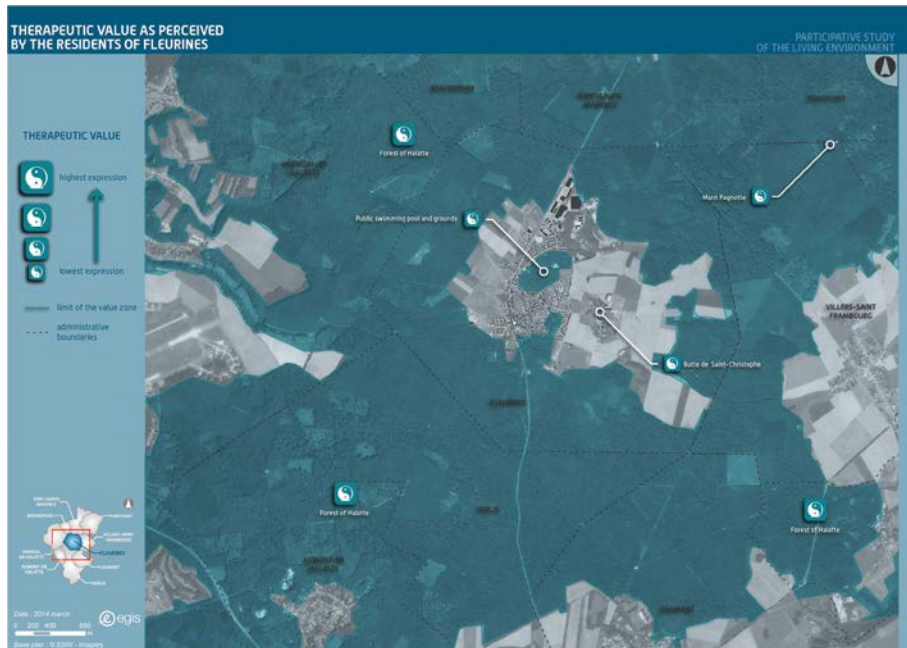 THERAPEUTIC VALUE AS PERCEIVED
BY THE RESIDENTS OF FLEURINES
PARTICIPATIVE STUDY
OF THE LIVING ENVIRONMENT
THERAPEUTIC VALUE
highest expression
lowest expression
limit of the value zone
administrative
boundaries
Forest of Halatte
Public swimming pool and grounds
Mont Pagnotte
VILLERS-SAINT
FRAMBOURG
Butte de Saint-Christophe
FLEURINES
Forest of Halatte
Forest of Halatte
SENLIS
FLEURINES
Date : 2014 march
egis
0 200 400 800
m
Base plan : © ESRI - Imagery